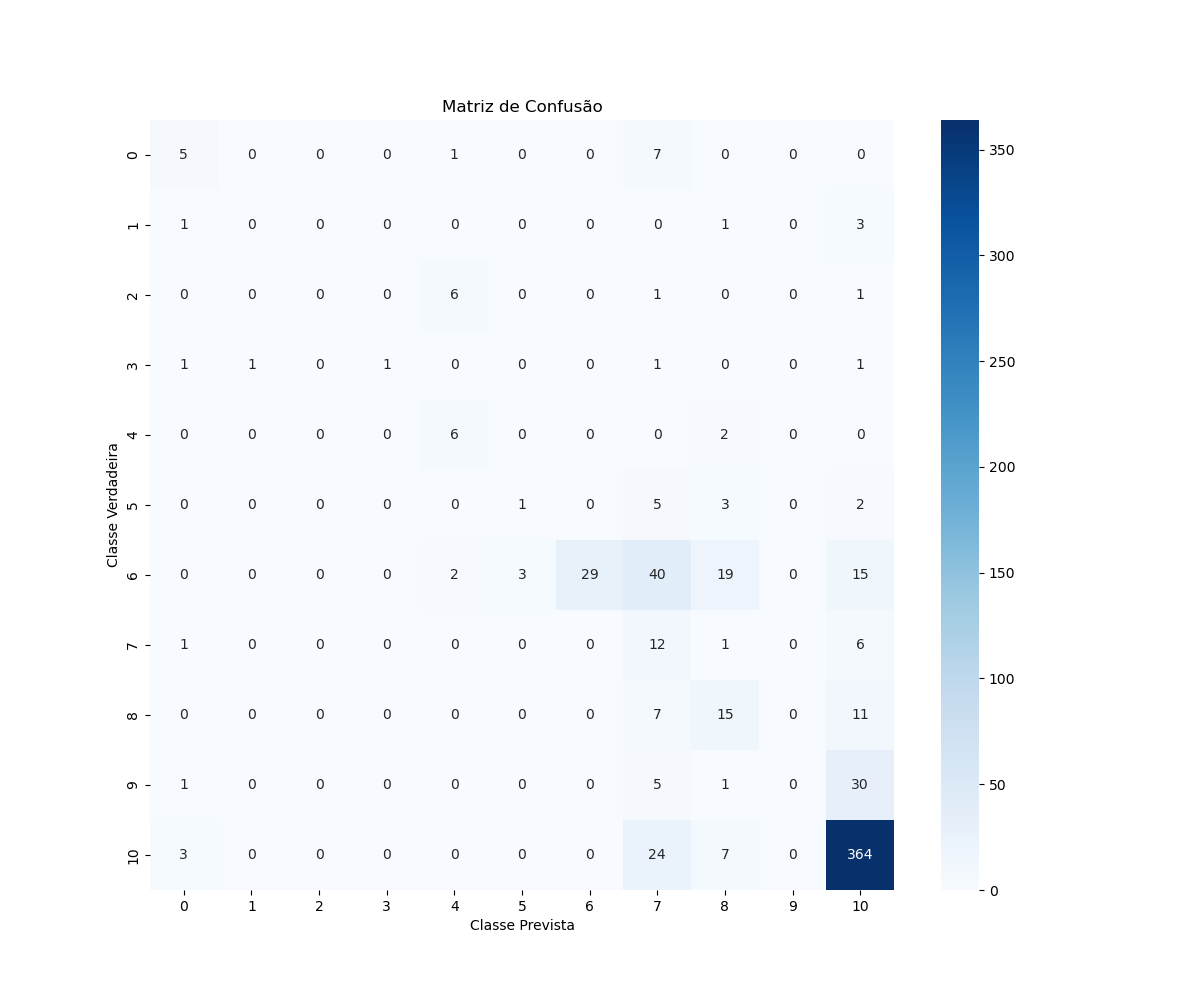 Matriz de Confusão
0 5 0 0 0 1 0 0 7 0 0 0
1 1 0 0 0 0 0 0 0 1 0 3
2 0 0 0 0 6 0 0 1 0 0 1
3 1 1 0 1 0 0 0 1 0 0 1
4 0 0 0 0 6 0 0 0 2 0 0
5 0 0 0 0 0 1 0 5 3 0 2
6 0 0 0 0 2 3 29 40 19 0 15
7 1 0 0 0 0 0 0 12 1 0 6
8 0 0 0 0 0 0 0 7 15 0 11
9 1 0 0 0 0 0 0 5 1 0 30
10 3 0 0 0 0 0 0 24 7 0 364
0 1 2 3 4 5 6 7 8 9 10
Classe Prevista
Classe Verdadeira
350
300
250
200
150
100
50
0